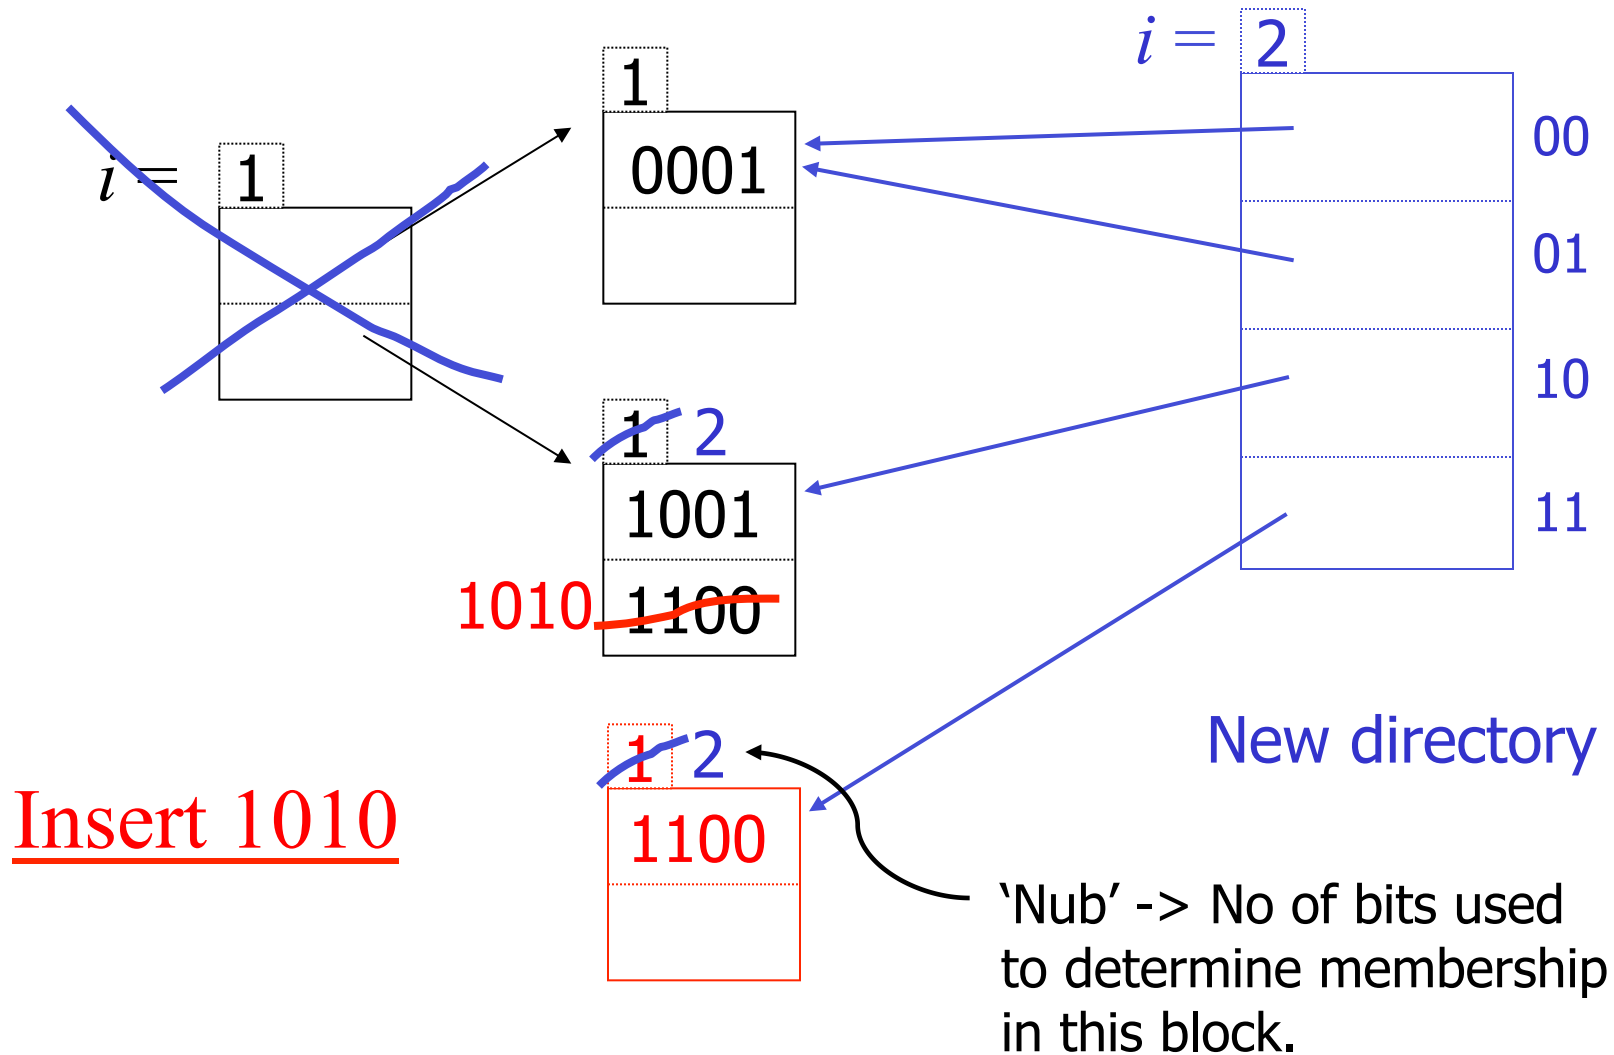 i = 2
1
00
i = 1
0001
01
10
1 2
1001
11
1010 1100
New directory
1 2
Insert 1010
1100
‘Nub’ -> No of bits used
to determine membership
in this block.